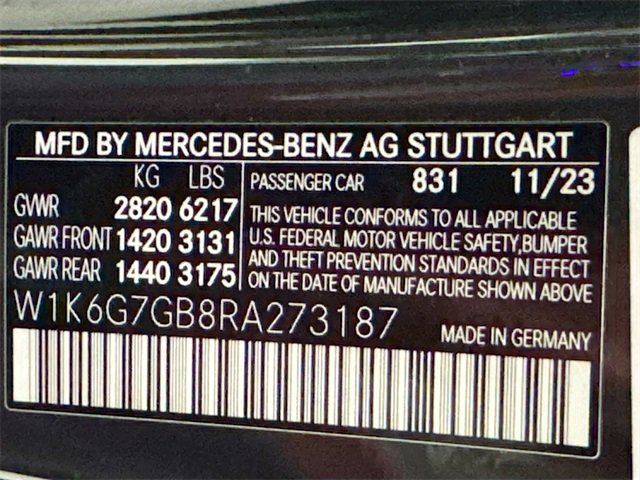 MFD BY MERCEDES-BENZ AG STUTTGART
KG LBS
GVWR 2820 6217
GAWR FRONT 1420 3131
GAWR REAR 1440 3175
PASSENGER CAR 831 11/23
THIS VEHICLE CONFORMS TO ALL APPLICABLE
U.S. FEDERAL MOTOR VEHICLE SAFETY,BUMPER
AND THEFT PREVENTION STANDARDS IN EFFECT
ON THE DATE OF MANUFACTURE SHOWN ABOVE
W1K6G7GB8RA273187
MADE IN GERMANY